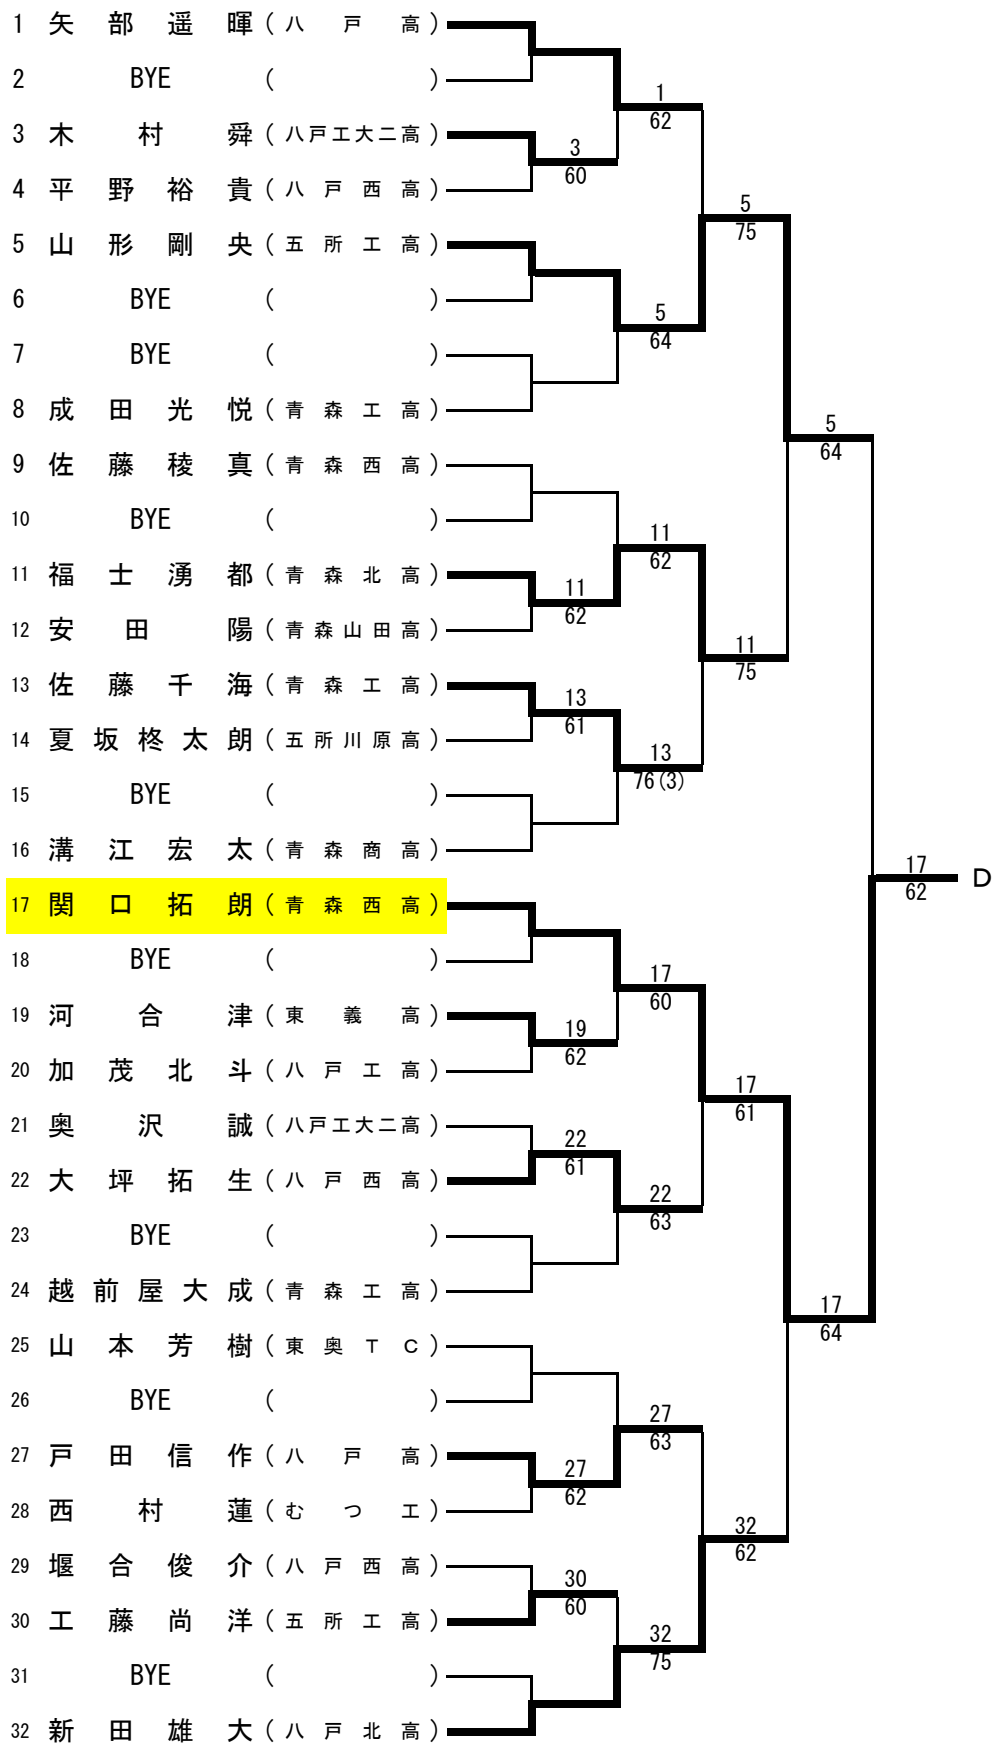 1 矢部遥暉(八戸高)
2 BYE ( )
1
62
3 木村舜(八戸工大二高)
3
60
4 平野裕貴(八戸西高)
5
75
5 山形剛央(五所工高)
6 BYE ( )
5
64
7 BYE ( )
8 成田光悦(青森工高)
5
64
9 佐藤稜真(青森西高)
10 BYE ( )
11
62
11 福士湧都(青森北高)
11
62
12 安田陽(青森山田高)
11
75
13 佐藤千海(青森工高)
13
61
14 夏坂柊太朗(五所川原高)
13
76(3)
15 BYE ( )
16 溝江宏太(青森商高)
17
62
D
17 関口拓朗(青森西高)
18 BYE ( )
17
60
19 河合津(東義高)
19
62
20 加茂北斗(八戸工高)
17
61
21 奥沢誠(八戸工大二高)
22
61
22 大坪拓生(八戸西高)
22
63
23 BYE ( )
24 越前屋大成(青森工高)
17
64
25 山本芳樹(東奥TC)
26 BYE ( )
27
63
27 戸田信作(八戸高)
27
62
28 西村蓮(むつ工)
32
62
29 堰合俊介(八戸西高)
30
60
30 工藤尚洋(五所工高)
32
75
31 BYE ( )
32 新田雄大(八戸北高)